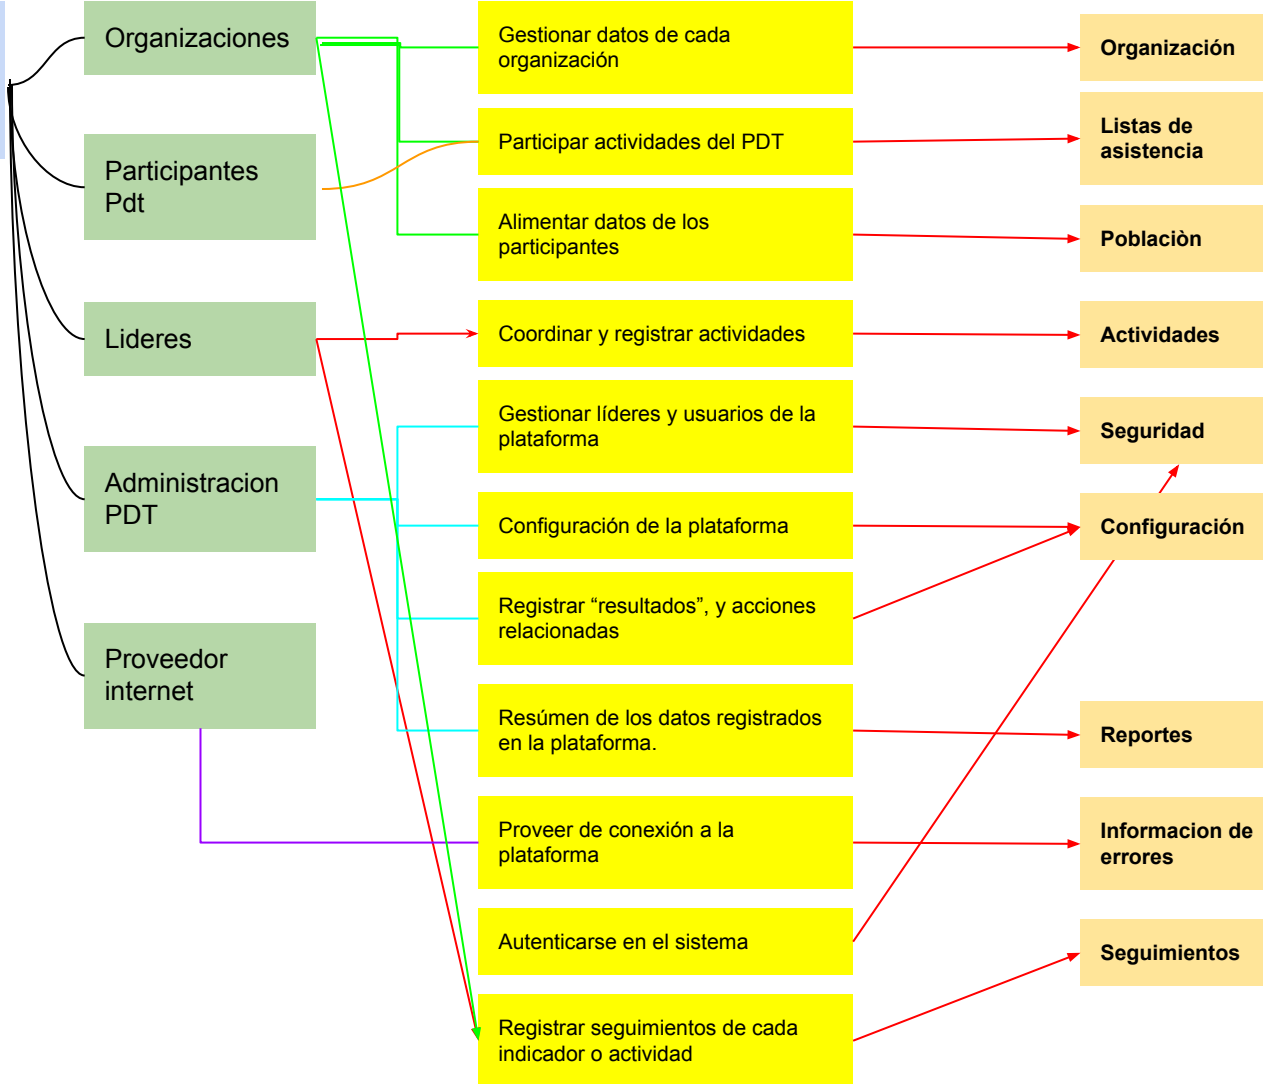 Organizaciones
Participantes
Pdt
Lideres
Administracion
PDT
Proveedor
internet
Gestionar datos de cada
organización
Participar actividades del PDT
Alimentar datos de los
participantes
Coordinar y registrar actividades
Gestionar líderes y usuarios de la
plataforma
Configuración de la plataforma
Registrar “resultados”, y acciones
relacionadas
Resúmen de los datos registrados
en la plataforma.
Proveer de conexión a la
plataforma
Autenticarse en el sistema
Registrar seguimientos de cada
indicador o actividad
Organización
Listas de
asistencia
Poblaciòn
Actividades
Seguridad
Configuración
Reportes
Informacion de
errores
Seguimientos